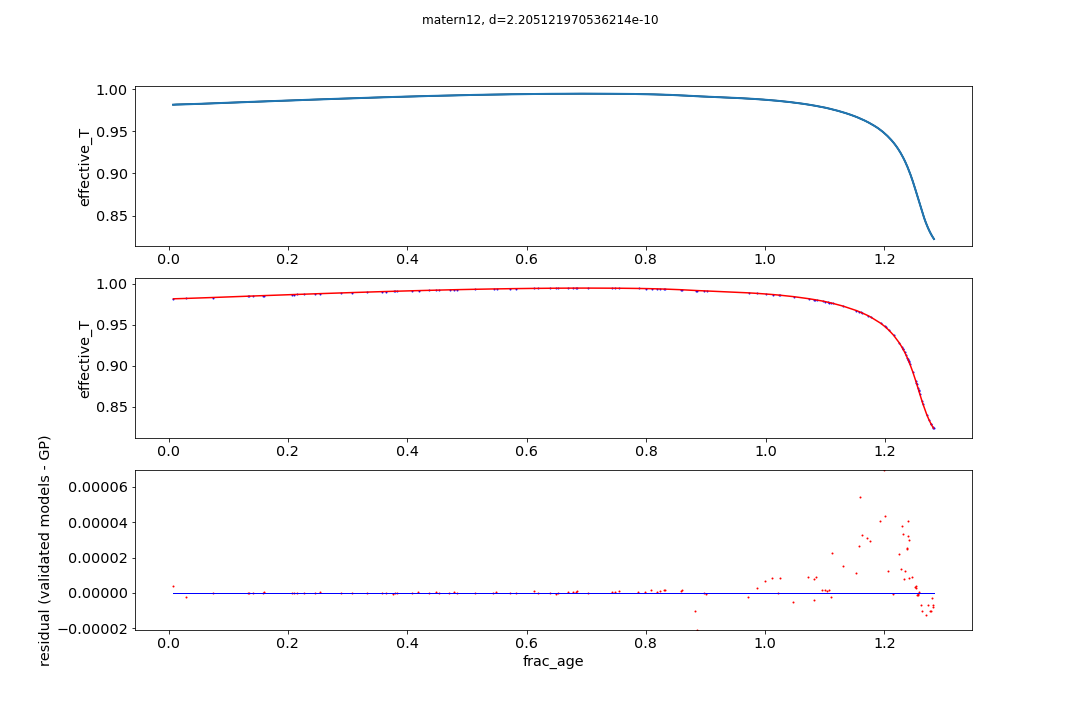 matern12, d=2.205121970536214e-10
1.00
0.95
0.90
0.85
effective_T
0.0 0.2 0.4 0.6 0.8 1.0 1.2
1.00
0.95
0.90
0.85
effective_T
0.0 0.2 0.4 0.6 0.8 1.0 1.2
0.00006
0.00004
0.00002
0.00000
−0.00002
residual (validated models - GP)
0.0 0.2 0.4 0.6 0.8 1.0 1.2
frac_age